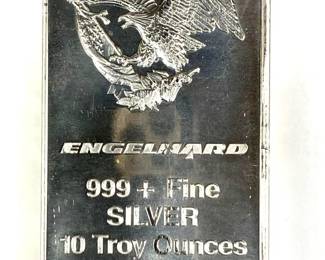 ENGELHARD
999 + Fine
SILVER
10 Troy Ounces